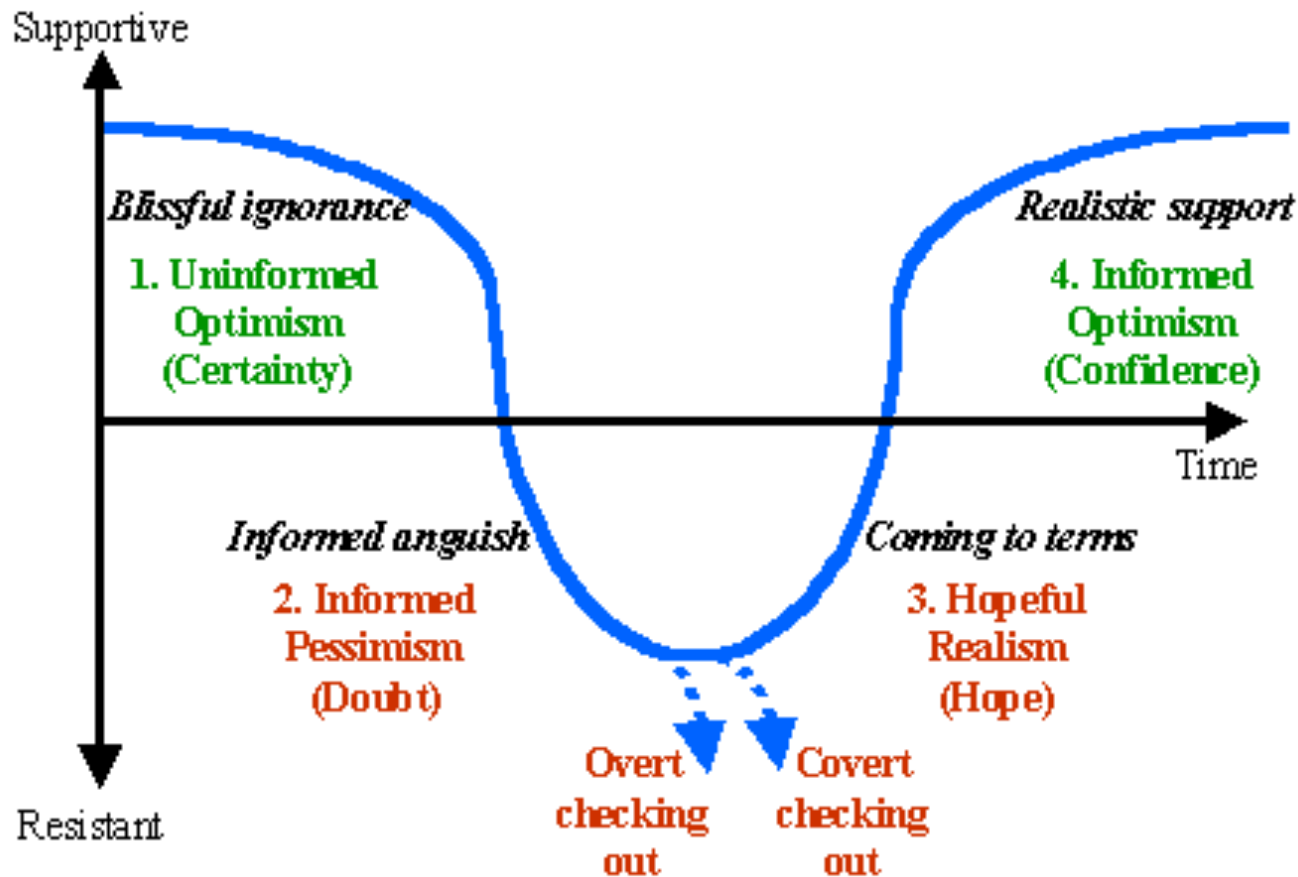 Supportive
Blissful ignorance
1. Uninformed
Optimism
(Certainty)
Realistic support
4. Informed
Optimism
(Confidence)
Time
Informed anguish
2. Informed
Pessimism
(Doubt)
Coming to terms
3. Hopeful
Realism
(Hope)
Overt
checking
out
Covert
checking
out
Resistant